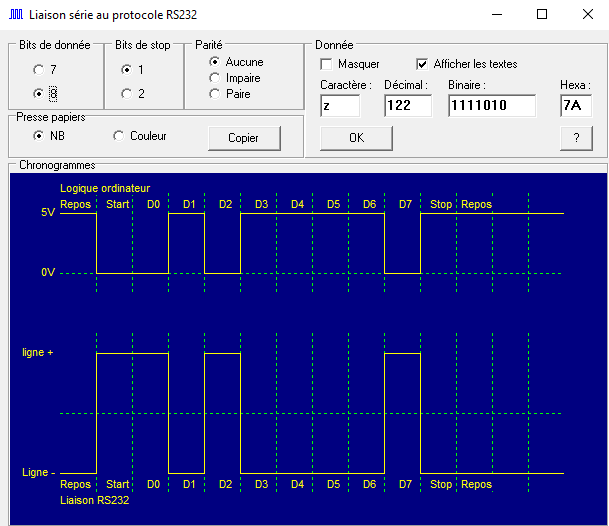 Liaison série au protocole RS232
Bits de donnée
7
8
Bits de stop
1
2
Parité
Aucune
Impaire
Paire
Donnée
Masquer
Afficher les textes
Caractère :
Décimal :
Binaire :
Hexa :
z
122
1111010
7A
OK
?
Presse papiers
NB
Couleur
Copier
Chronogrammes
Logique ordinateur
Repos Start D0 D1 D2 D3 D4 D5 D6 D7 Stop Repos
5V
0V
ligne +
Ligne -
Repos Start D0 D1 D2 D3 D4 D5 D6 D7 Stop Repos
Liaison RS232